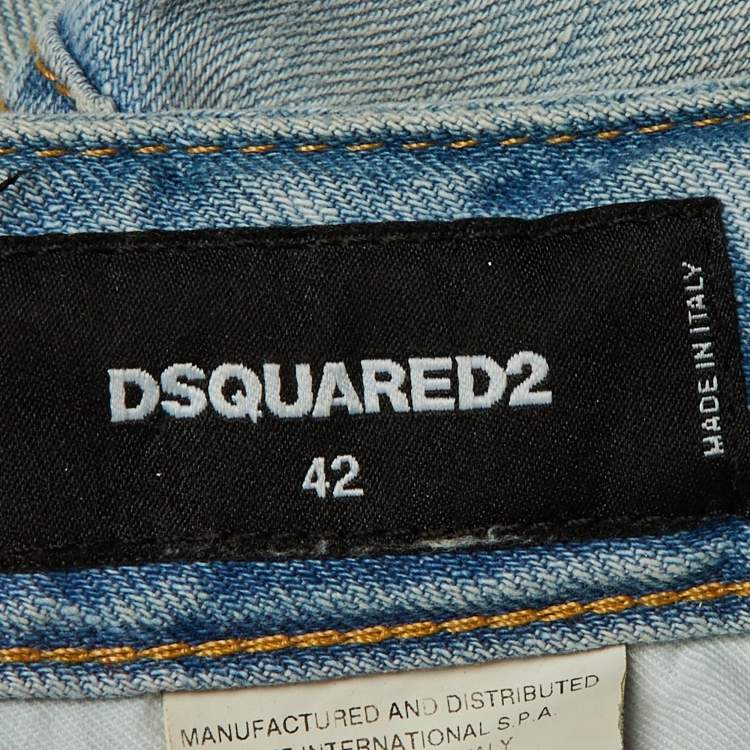 DSQUARED2
42
MADE IN ITALY
MANUFACTURED AND DISTRIBUTED
INTERNATIONAL S.P.A.